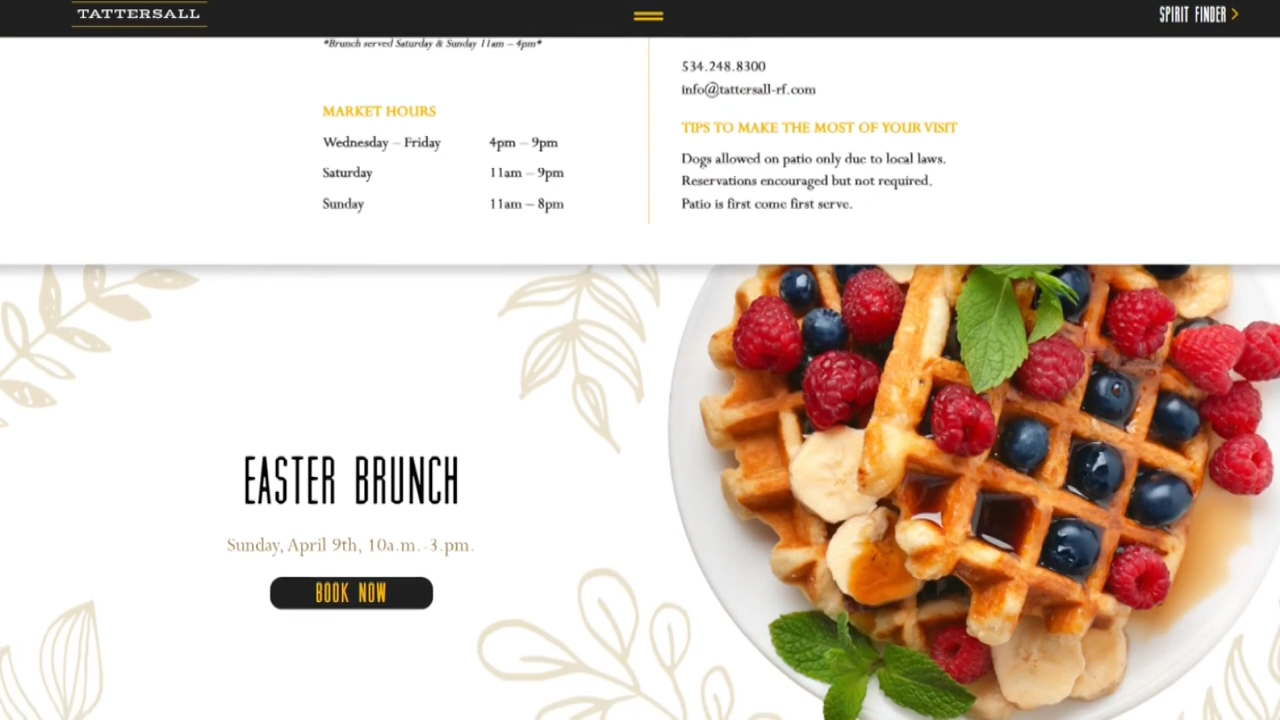 TATTERSALL
SPIRIT FINDER
*Brunch served Saturday & Sunday 11am – 4pm*
MARKET HOURS
Wednesday – Friday 4pm – 9pm
Saturday 11am – 9pm
Sunday 11am – 8pm
534.248.8300
info@tattersall-rf.com
TIPS TO MAKE THE MOST OF YOUR VISIT
Dogs allowed on patio only due to local laws.
Reservations encouraged but not required.
Patio is first come first serve.
EASTER BRUNCH
Sunday, April 9th, 10a.m.-3.pm.
BOOK NOW